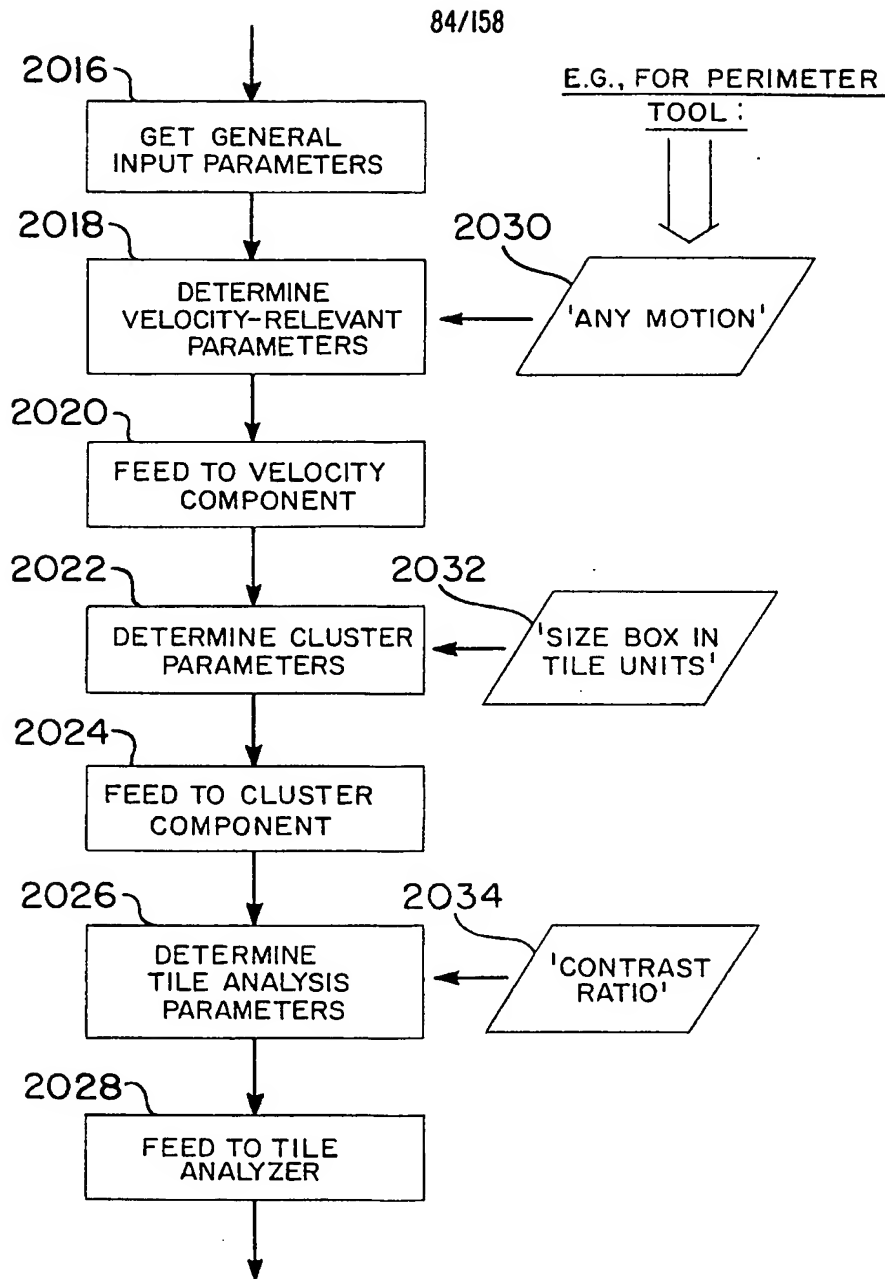 84/158
E.G., FOR PERIMETER
TOOL:
2016
GET GENERAL
INPUT PARAMETERS
2018
DETERMINE
VELOCITY-RELEVANT
PARAMETERS
2030
'ANY MOTION'
2020
FEED TO VELOCITY
COMPONENT
2022
DETERMINE CLUSTER
PARAMETERS
2032
'SIZE BOX IN
TILE UNITS'
2024
FEED TO CLUSTER
COMPONENT
2026
DETERMINE
TILE ANALYSIS
PARAMETERS
2034
'CONTRAST
RATIO'
2028
FEED TO TILE
ANALYZER